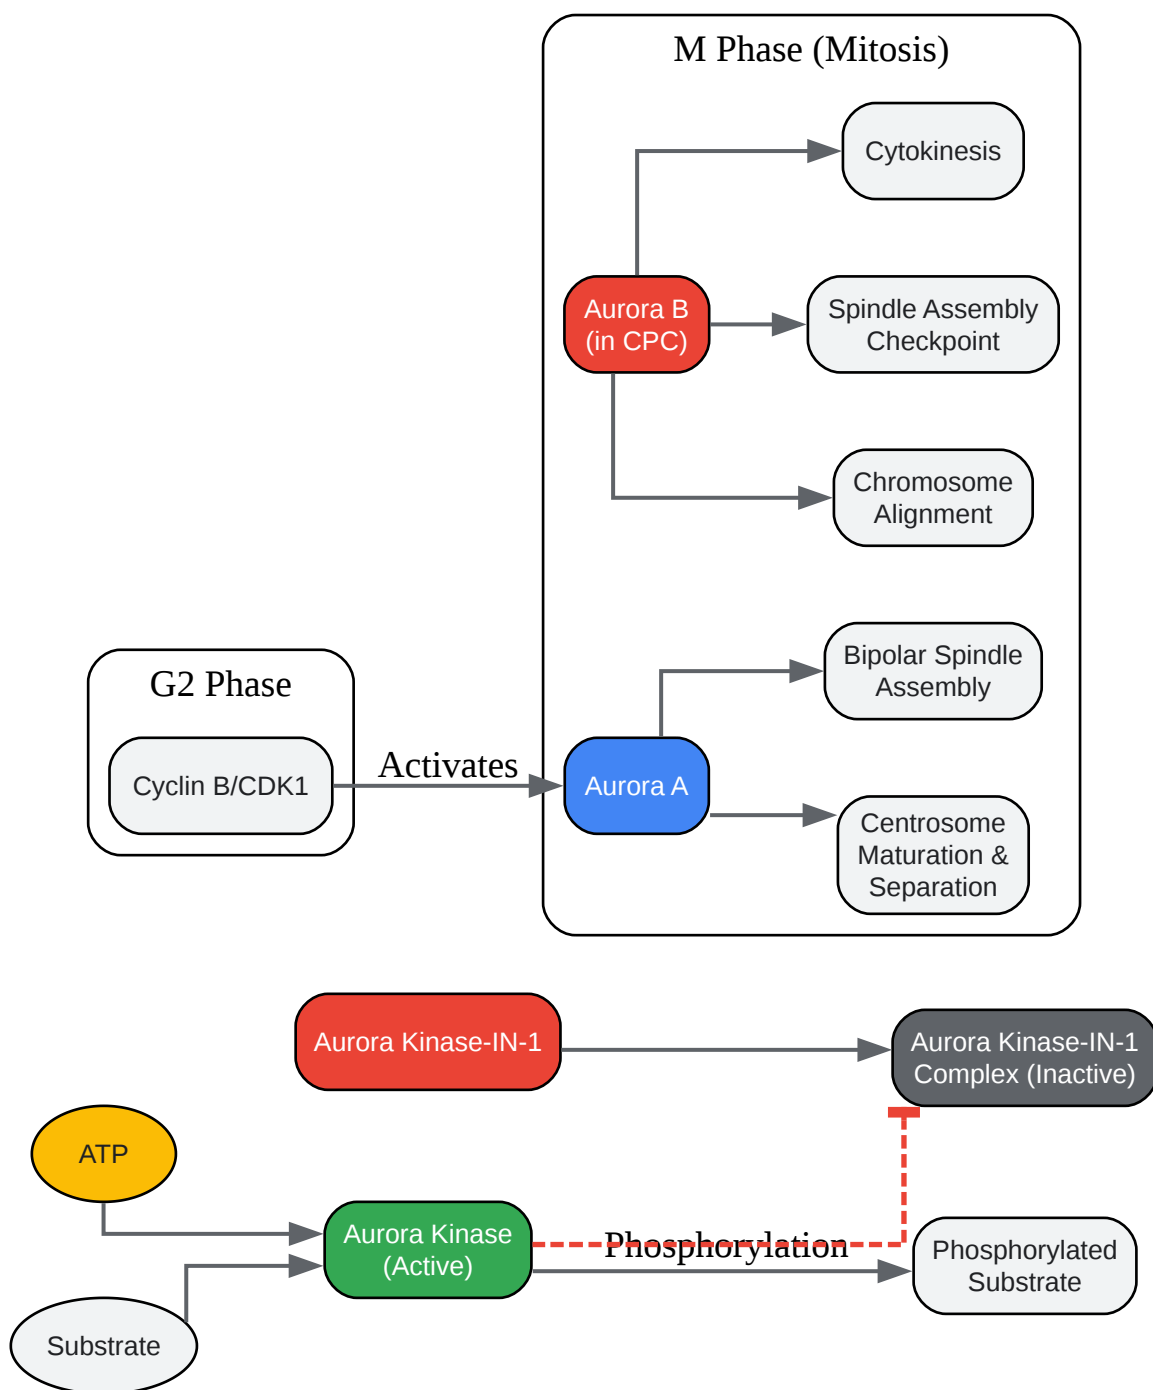 M Phase (Mitosis)
Cytokinesis
Aurora B
(in CPC)
Spindle Assembly
Checkpoint
Chromosome
Alignment
Bipolar Spindle
Assembly
G2 Phase
Cyclin B/CDK1
Activates
Aurora A
Centrosome
Maturation &
Separation
Aurora Kinase-IN-1
Aurora Kinase-IN-1
Complex (Inactive)
ATP
Aurora Kinase
(Active)
Phosphorylation
Phosphorylated
Substrate
Substrate